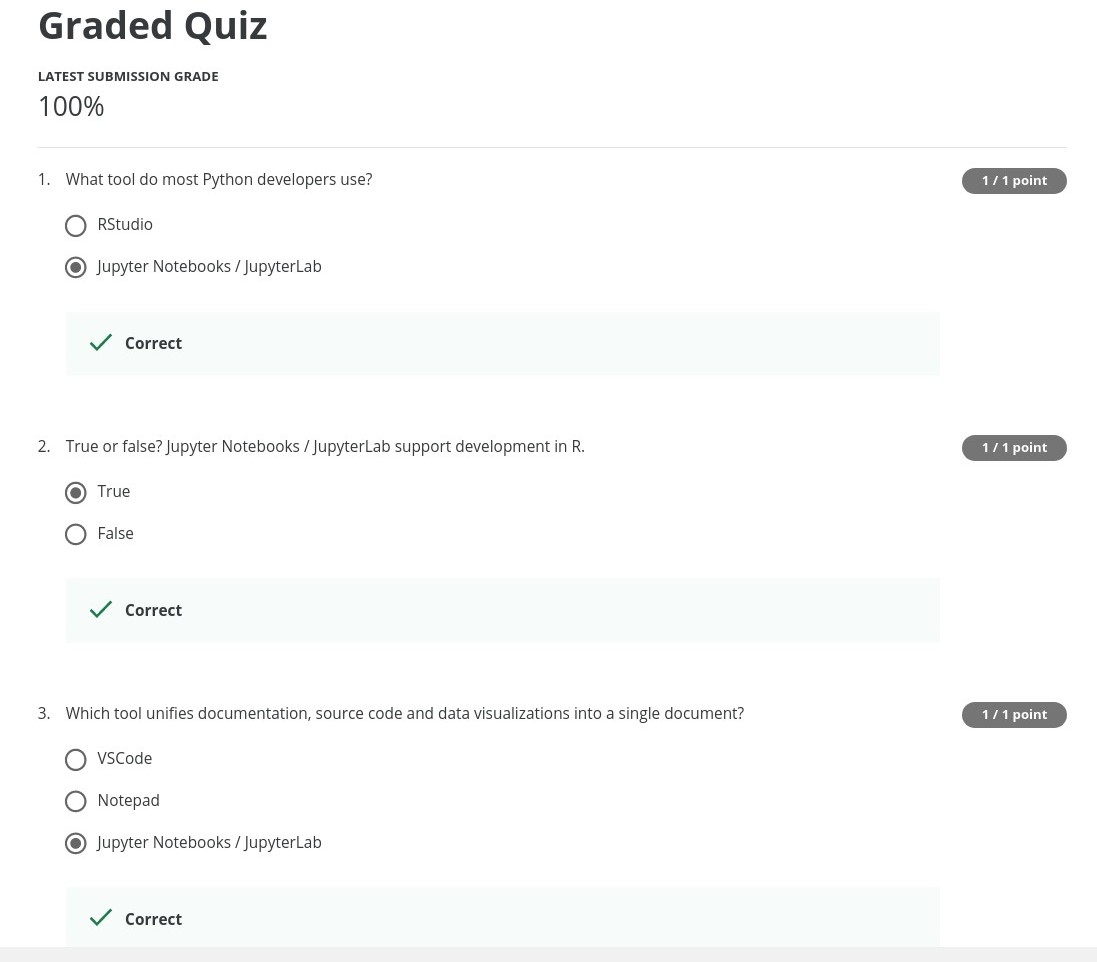 Graded Quiz
LATEST SUBMISSION GRADE
100%
1. What tool do most Python developers use?
1 / 1 point
RStudio
Jupyter Notebooks / JupyterLab
Correct
2. True or false? Jupyter Notebooks / JupyterLab support development in R.
1 / 1 point
True
False
Correct
3. Which tool unifies documentation, source code and data visualizations into a single document?
1 / 1 point
VSCode
Notepad
Jupyter Notebooks / JupyterLab
Correct